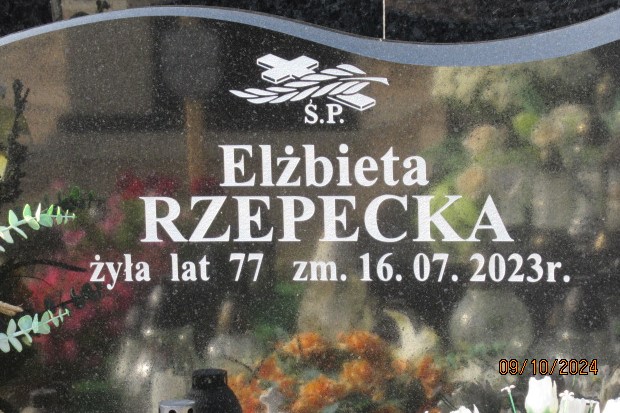 Ś.P.
Elżbieta
RZEPECKA
żyła lat 77 zm. 16. 07. 2023r.
09/10/2024